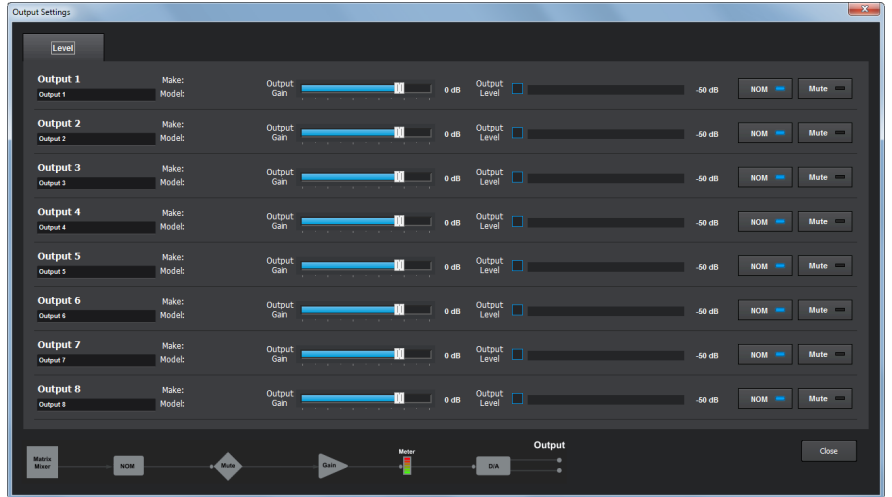 Output Settings
Level
Output 1
Make:
Output 1
Model:
Output Gain
0 dB
Output Level
-50 dB
NOM
Mute
Output 2
Make:
Output 2
Model:
Output Gain
0 dB
Output Level
-50 dB
NOM
Mute
Output 3
Make:
Output 3
Model:
Output Gain
0 dB
Output Level
-50 dB
NOM
Mute
Output 4
Make:
Output 4
Model:
Output Gain
0 dB
Output Level
-50 dB
NOM
Mute
Output 5
Make:
Output 5
Model:
Output Gain
0 dB
Output Level
-50 dB
NOM
Mute
Output 6
Make:
Output 6
Model:
Output Gain
0 dB
Output Level
-50 dB
NOM
Mute
Output 7
Make:
Output 7
Model:
Output Gain
0 dB
Output Level
-50 dB
NOM
Mute
Output 8
Make:
Output 8
Model:
Output Gain
0 dB
Output Level
-50 dB
NOM
Mute
Matrix
Mixer
NOM
Mute
Gain
Meter
D/A
Output
Close